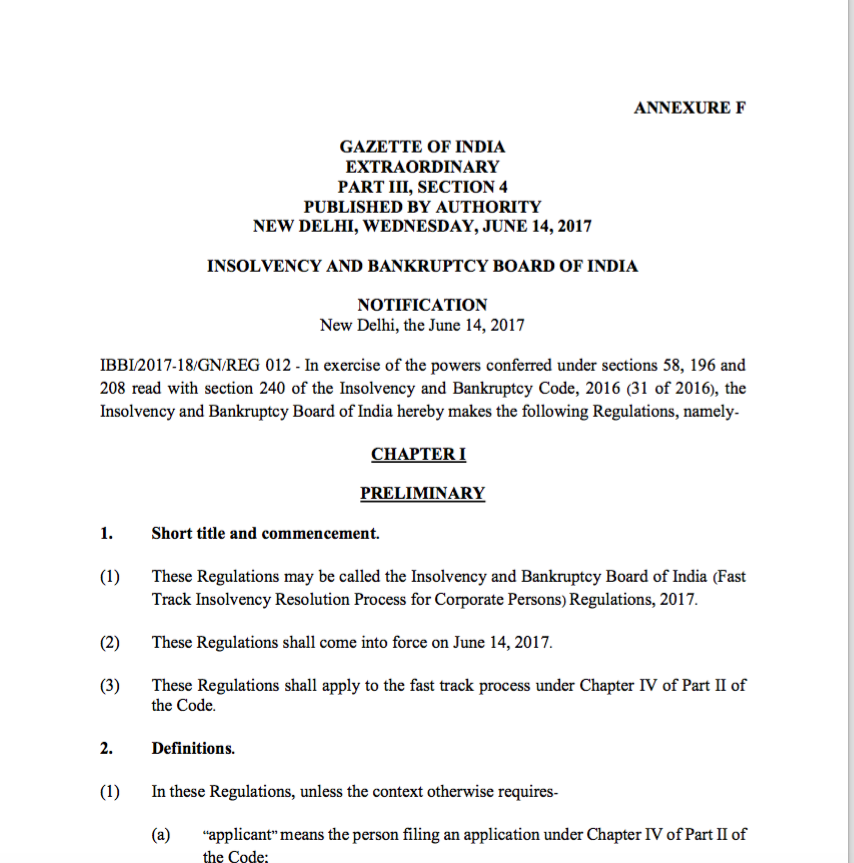 ANNEXURE F
GAZETTE OF INDIA
EXTRAORDINARY
PART III, SECTION 4
PUBLISHED BY AUTHORITY
NEW DELHI, WEDNESDAY, JUNE 14, 2017
INSOLVENCY AND BANKRUPTCY BOARD OF INDIA
NOTIFICATION
New Delhi, the June 14, 2017
IBBI/2017-18/GN/REG 012 - In exercise of the powers conferred under sections 58, 196 and
208 read with section 240 of the Insolvency and Bankruptcy Code, 2016 (31 of 2016), the
Insolvency and Bankruptcy Board of India hereby makes the following Regulations, namely-
CHAPTER I
PRELIMINARY
1. Short title and commencement.
(1) These Regulations may be called the Insolvency and Bankruptcy Board of India (Fast
Track Insolvency Resolution Process for Corporate Persons) Regulations, 2017.
(2) These Regulations shall come into force on June 14, 2017.
(3) These Regulations shall apply to the fast track process under Chapter IV of Part II of
the Code.
2. Definitions.
(1) In these Regulations, unless the context otherwise requires-
(a) “applicant” means the person filing an application under Chapter IV of Part II of
the Code;